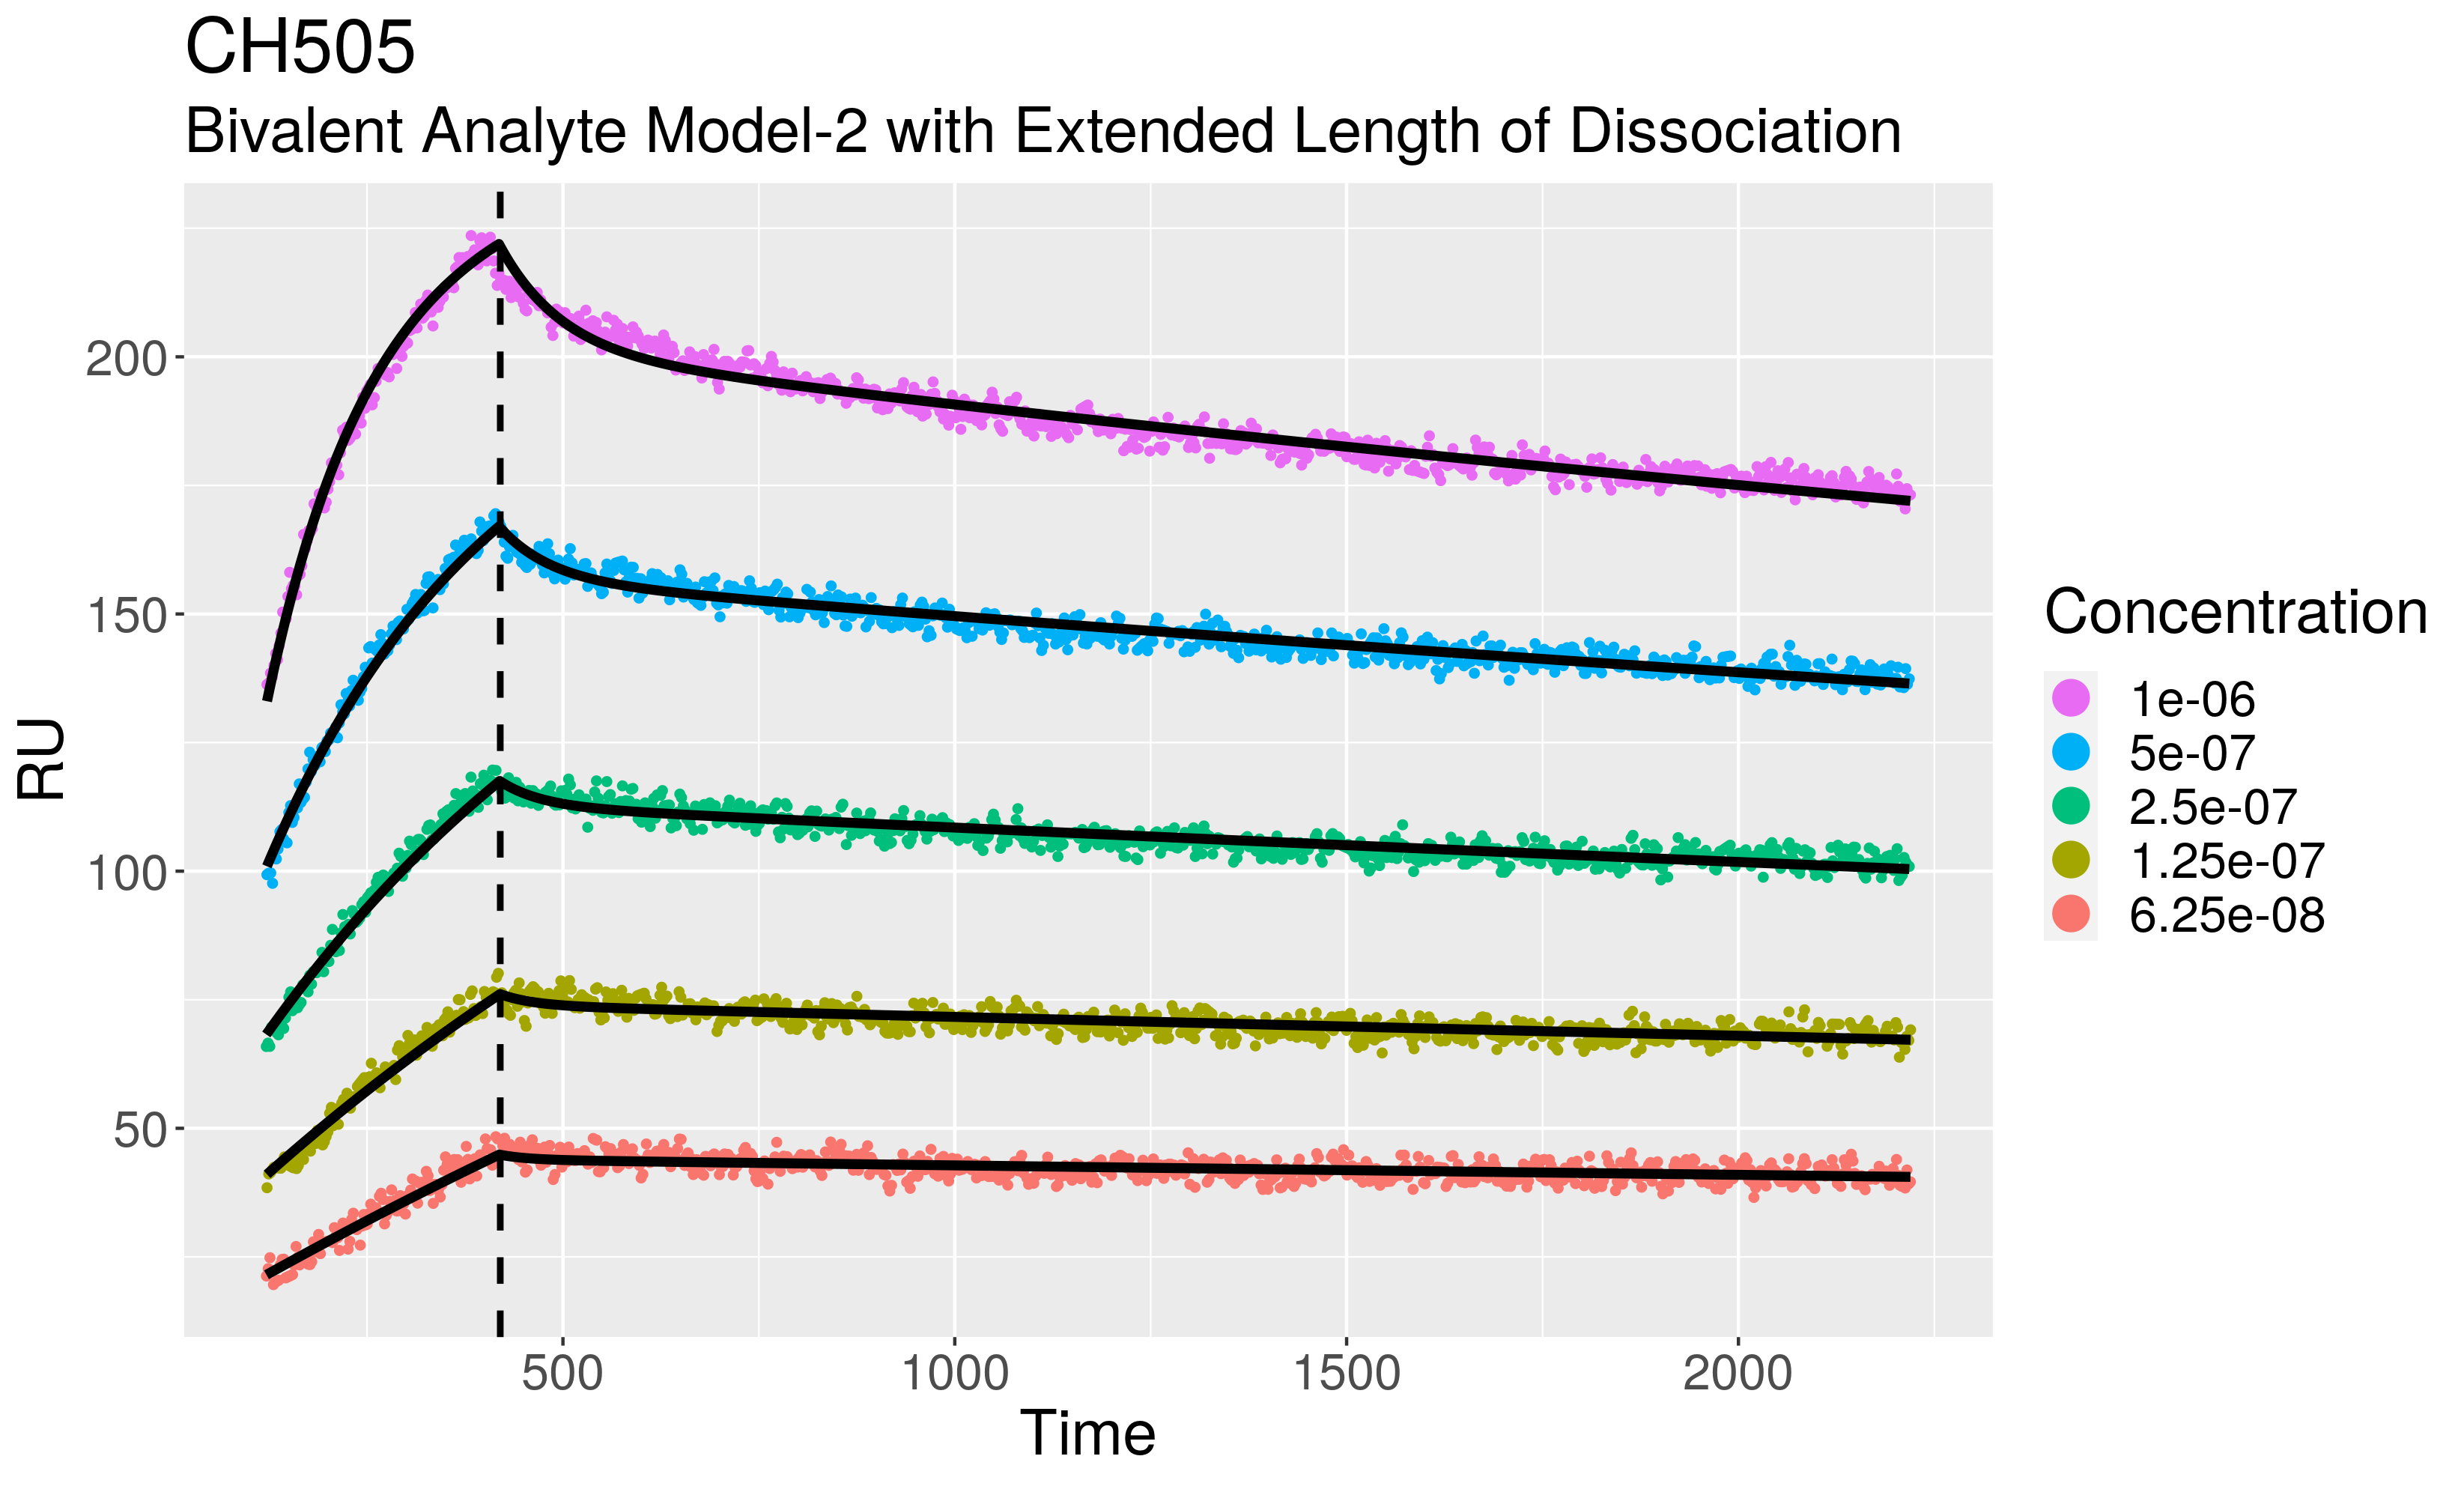 CH505
Bivalent Analyte Model-2 with Extended Length of Dissociation
RU
200
150
100
50
500
1000
1500
2000
Time
Concentration
1e-06
5e-07
2.5e-07
1.25e-07
6.25e-08